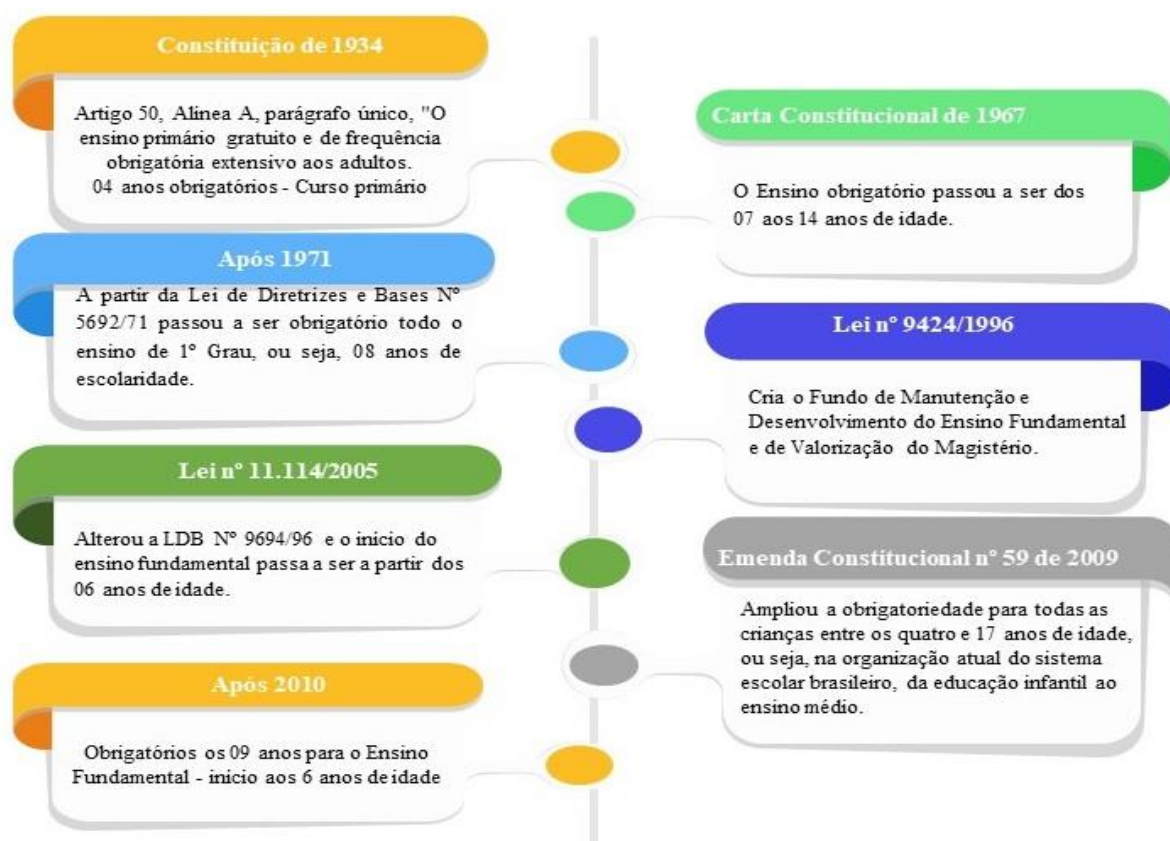 Constituição de 1934
Artigo 50, Alínea A, parágrafo único, "O
ensino primário gratuito e de frequência
obrigatória extensivo aos adultos.
04 anos obrigatórios - Curso primário
Carta Constitucional de 1967
O Ensino obrigatório passou a ser dos
07 aos 14 anos de idade.
Após 1971
A partir da Lei de Diretrizes e Bases Nº
5692/71 passou a ser obrigatório todo o
ensino de 1º Grau, ou seja, 08 anos de
escolaridade.
Lei nº 9424/1996
Cria o Fundo de Manutenção e
Desenvolvimento do Ensino Fundamental
e de Valorização do Magistério.
Lei nº 11.114/2005
Alterou a LDB Nº 9694/96 e o início do
ensino fundamental passa a ser a partir dos
06 anos de idade.
Emenda Constitucional nº 59 de 2009
Ampliou a obrigatoriedade para todas as
crianças entre os quatro e 17 anos de idade,
ou seja, na organização atual do sistema
escolar brasileiro, da educação infantil ao
ensino médio.
Após 2010
Obrigatórios os 09 anos para o Ensino
Fundamental - inicio aos 6 anos de idade